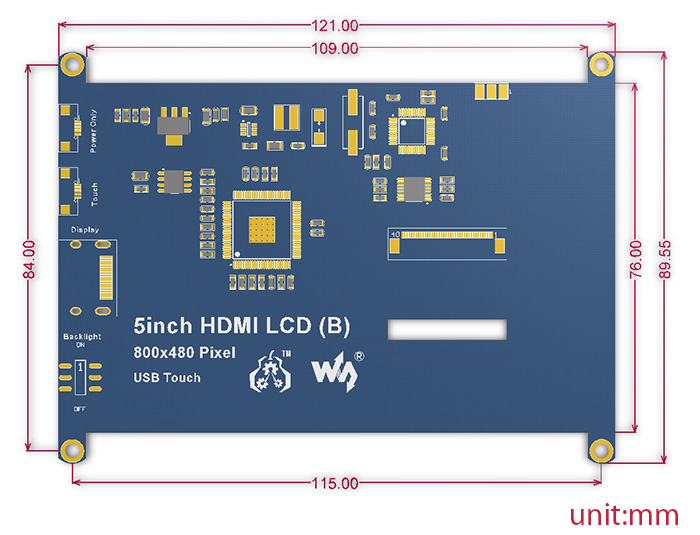 121.00
109.00
84.00
76.00
89.55
Power Only
Touch
Display
40
1
5inch HDMI LCD (B)
800x480 Pixel
USB Touch
TM
®
Backlight
ON
1
OFF
115.00
unit:mm